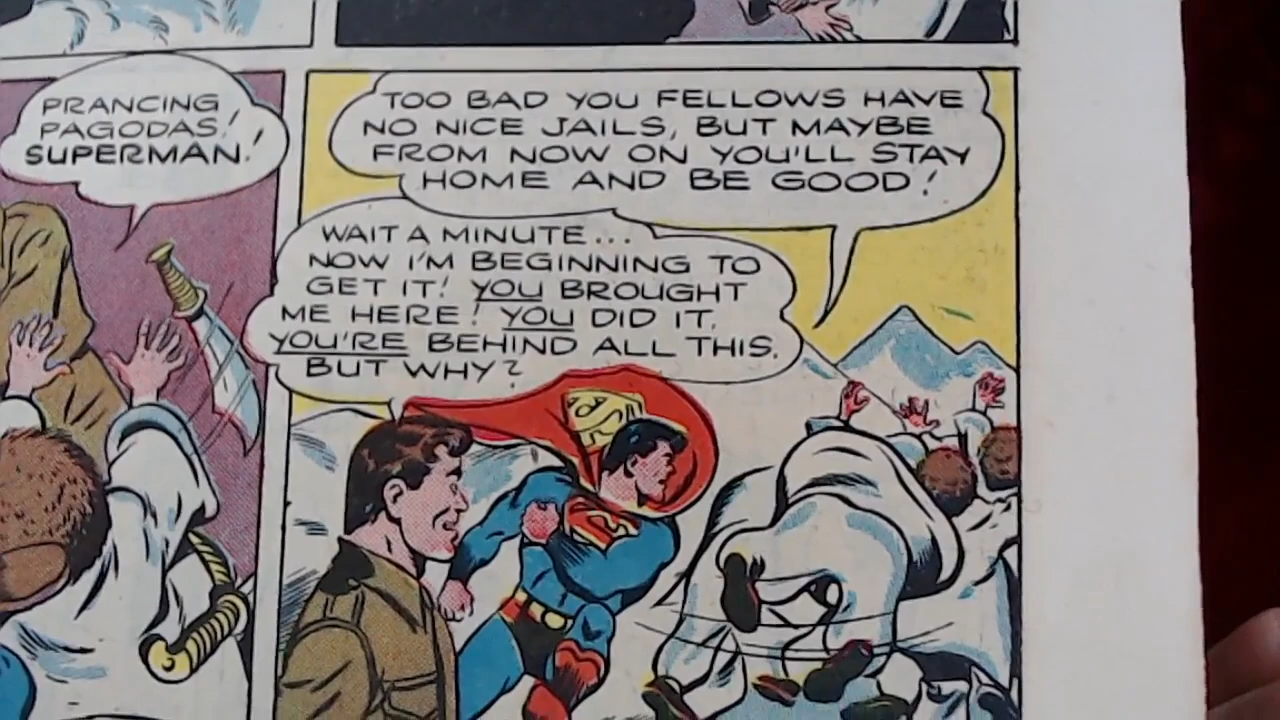 PRANCING
PAGODAS!
SUPERMAN!
TOO BAD YOU FELLOWS HAVE
NO NICE JAILS, BUT MAYBE
FROM NOW ON YOU'LL STAY
HOME AND BE GOOD!
WAIT A MINUTE...
NOW I'M BEGINNING TO
GET IT! YOU BROUGHT
ME HERE! YOU DID IT.
YOU'RE BEHIND ALL THIS.
BUT WHY?
S
S